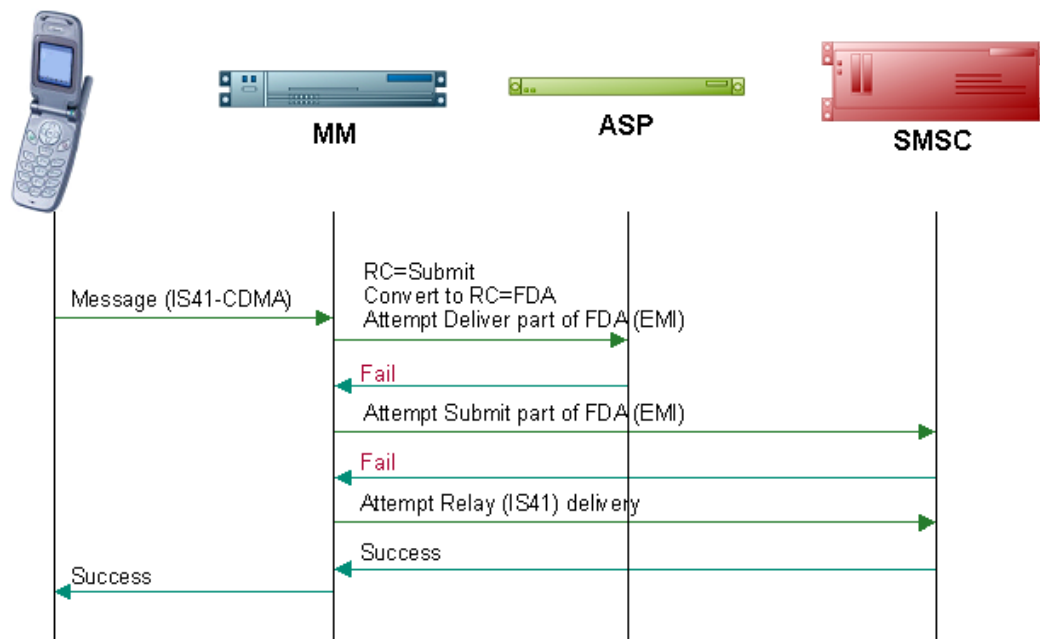 MM
ASP
SMSC
Message (IS41-CDMA)
RC=Submit
Convert to RC=FDA
Attempt Deliver part of FDA (EMI)
Fail
Attempt Submit part of FDA (EMI)
Fail
Attempt Relay (IS41) delivery
Success
Success